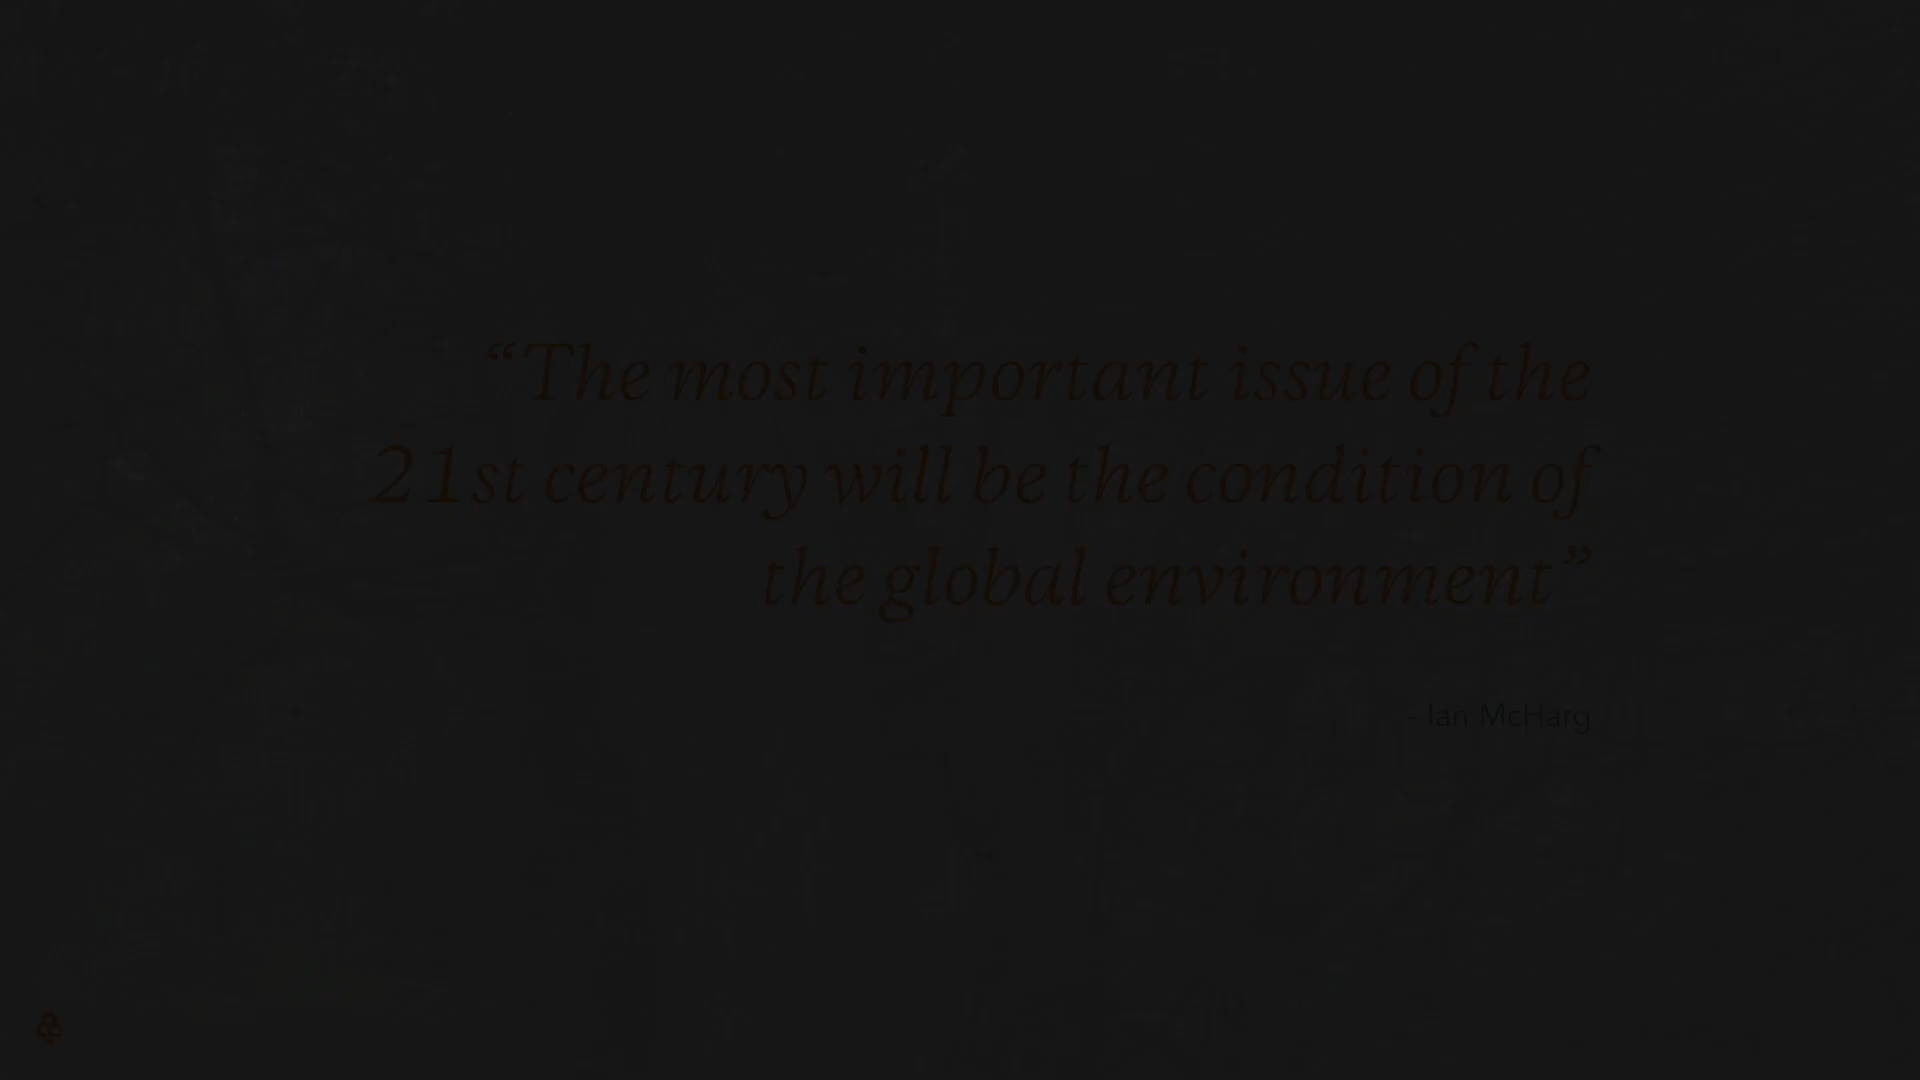 “The most important issue of the
21st century will be the condition of
the global environment”
- Ian McHarg